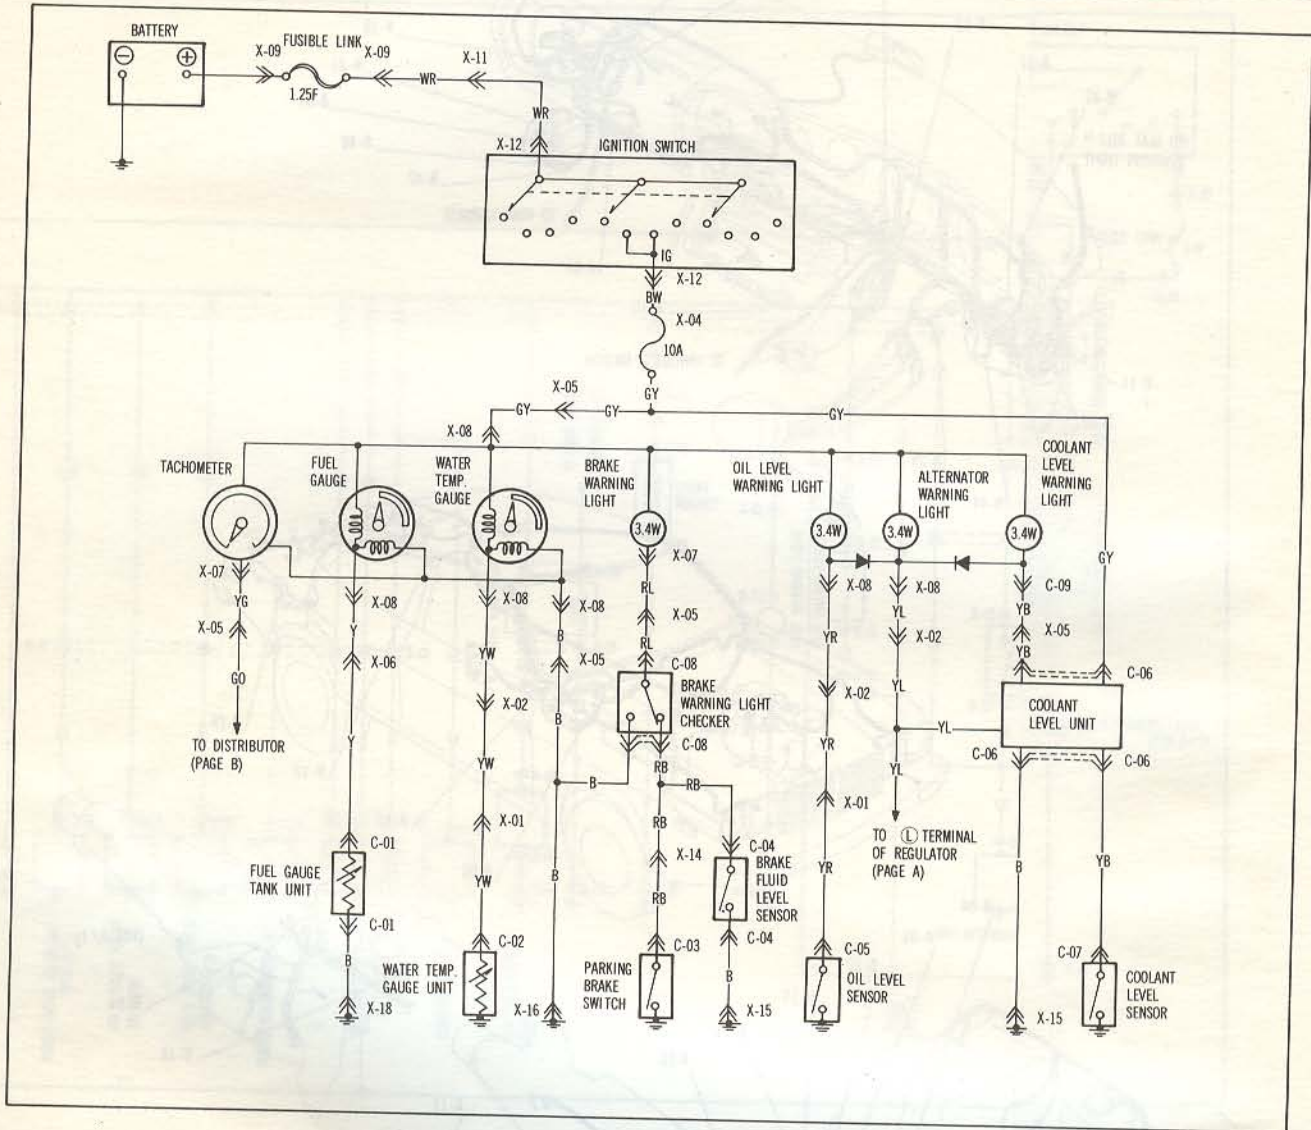 BATTERY
FUSIBLE LINK
X-09
X-09
X-11
WR
1.25F
WR
X-12
IGNITION SWITCH
IG
X-12
BW
X-04
10A
GY
X-05
GY
GY
GY
X-08
TACHOMETER
FUEL
GAUGE
WATER
TEMP.
GAUGE
BRAKE
WARNING
LIGHT
OIL LEVEL
WARNING LIGHT
ALTERNATOR
WARNING
LIGHT
COOLANT
LEVEL
WARNING
LIGHT
3.4W
3.4W
3.4W
3.4W
GY
X-07
X-08
X-08
X-08
X-07
X-08
X-08
C-09
YG
Y
B
RL
YL
YB
X-05
X-06
YW
X-05
X-05
YR
X-02
X-05
RL
YB
GO
C-08
C-06
X-02
BRAKE
WARNING LIGHT
CHECKER
YL
X-02
COOLANT
LEVEL UNIT
B
YL
TO DISTRIBUTOR
(PAGE B)
Y
C-08
YR
C-06
C-06
YW
RB
YL
B
RB
X-01
X-01
RB
X-14
TO Ⓛ TERMINAL
OF REGULATOR
(PAGE A)
C-01
C-04
BRAKE
FLUID
LEVEL
SENSOR
FUEL GAUGE
TANK UNIT
YW
B
RB
YR
B
YB
C-01
C-04
B
C-02
C-03
C-05
C-07
WATER TEMP.
GAUGE UNIT
PARKING
BRAKE
SWITCH
B
OIL LEVEL
SENSOR
COOLANT
LEVEL
SENSOR
X-18
X-16
X-15
X-15